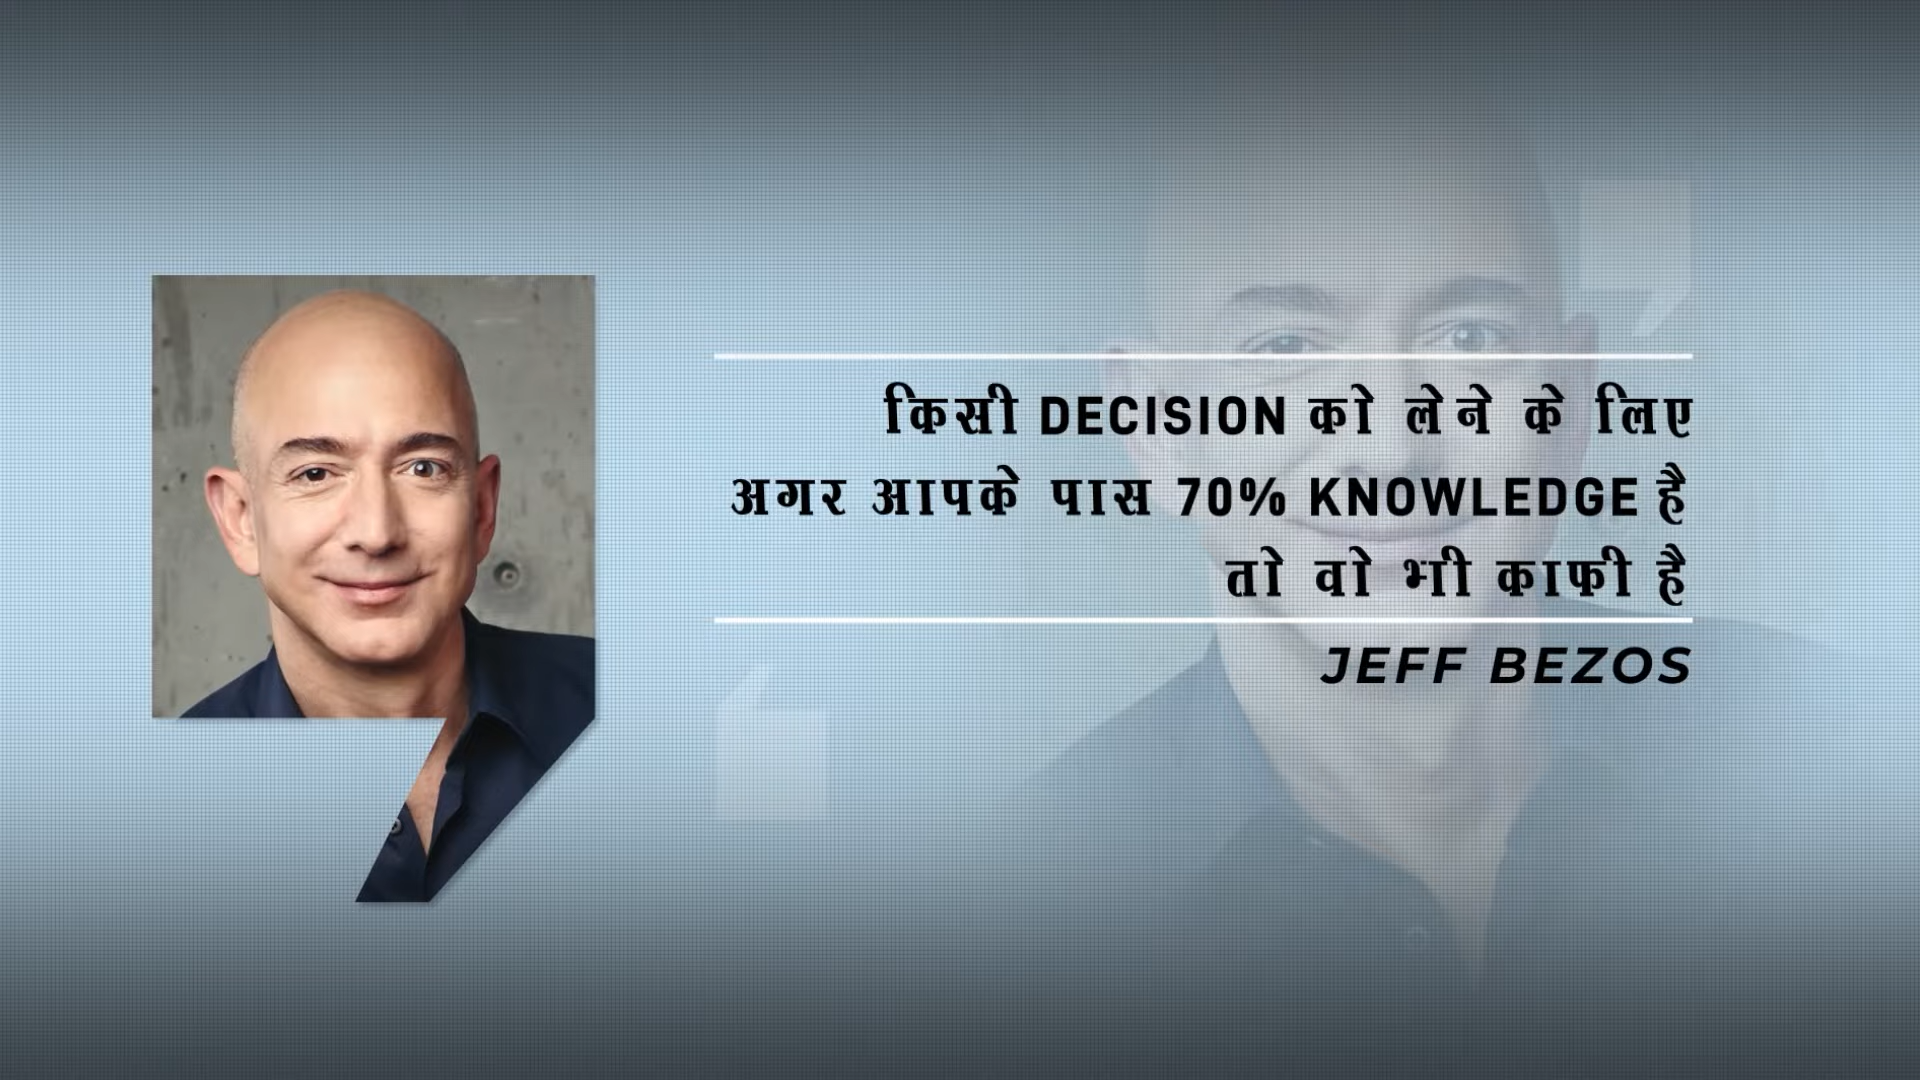 किसी DECISION को लेने के लिए
अगर आपके पास 70% KNOWLEDGE है
तो वो भी काफी है
JEFF BEZOS